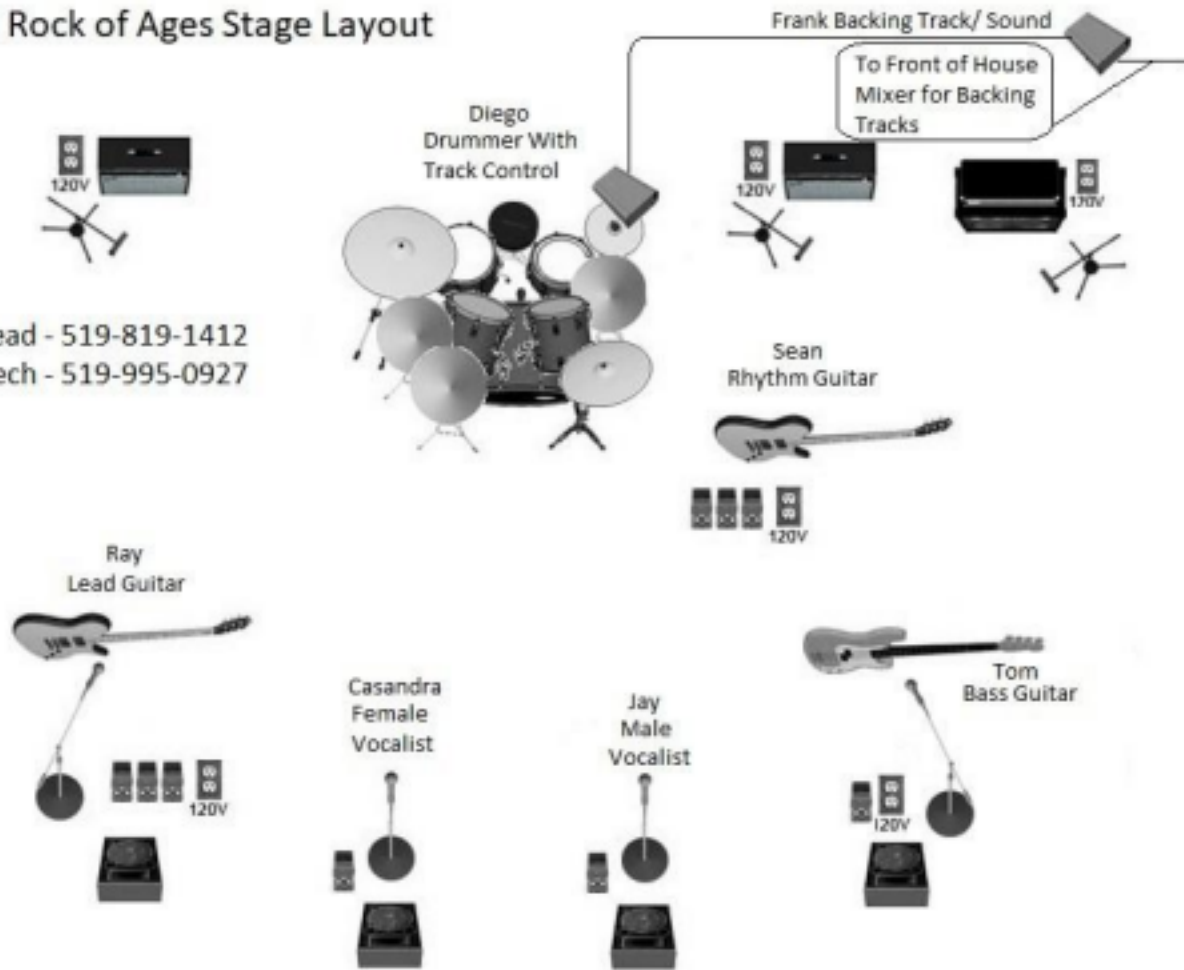 Rock of Ages Stage Layout
Frank Backing Track/ Sound
To Front of House
Mixer for Backing
Tracks
Diego
Drummer With
Track Control
120V
120V
120V
ead - 519-819-1412
ech - 519-995-0927
Sean
Rhythm Guitar
120V
Ray
Lead Guitar
Casandra
Female
Vocalist
Jay
Male
Vocalist
Tom
Bass Guitar
120V
120V